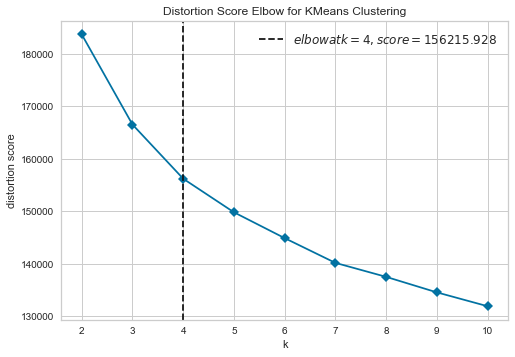 Distortion Score Elbow for KMeans Clustering
elbowatk = 4, score = 156215.928
distortion score
180000
170000
160000
150000
140000
130000
2 3 4 5 6 7 8 9 10
k